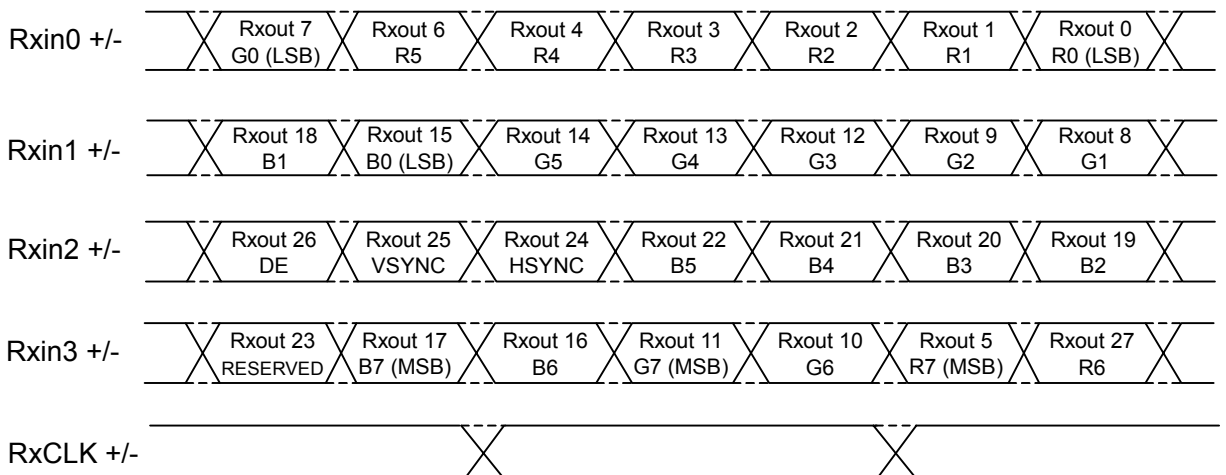 Rxin0 +/-
Rxout 7 Rxout 6 Rxout 4 Rxout 3 Rxout 2 Rxout 1 Rxout 0
G0 (LSB) R5 R4 R3 R2 R1 R0 (LSB)
Rxin1 +/-
Rxout 18 Rxout 15 Rxout 14 Rxout 13 Rxout 12 Rxout 9 Rxout 8
B1 B0 (LSB) G5 G4 G3 G2 G1
Rxin2 +/-
Rxout 26 Rxout 25 Rxout 24 Rxout 22 Rxout 21 Rxout 20 Rxout 19
DE VSYNC HSYNC B5 B4 B3 B2
Rxin3 +/-
Rxout 23 Rxout 17 Rxout 16 Rxout 11 Rxout 10 Rxout 5 Rxout 27
RESERVED B7 (MSB) B6 G7 (MSB) G6 R7 (MSB) R6
RxCLK +/-